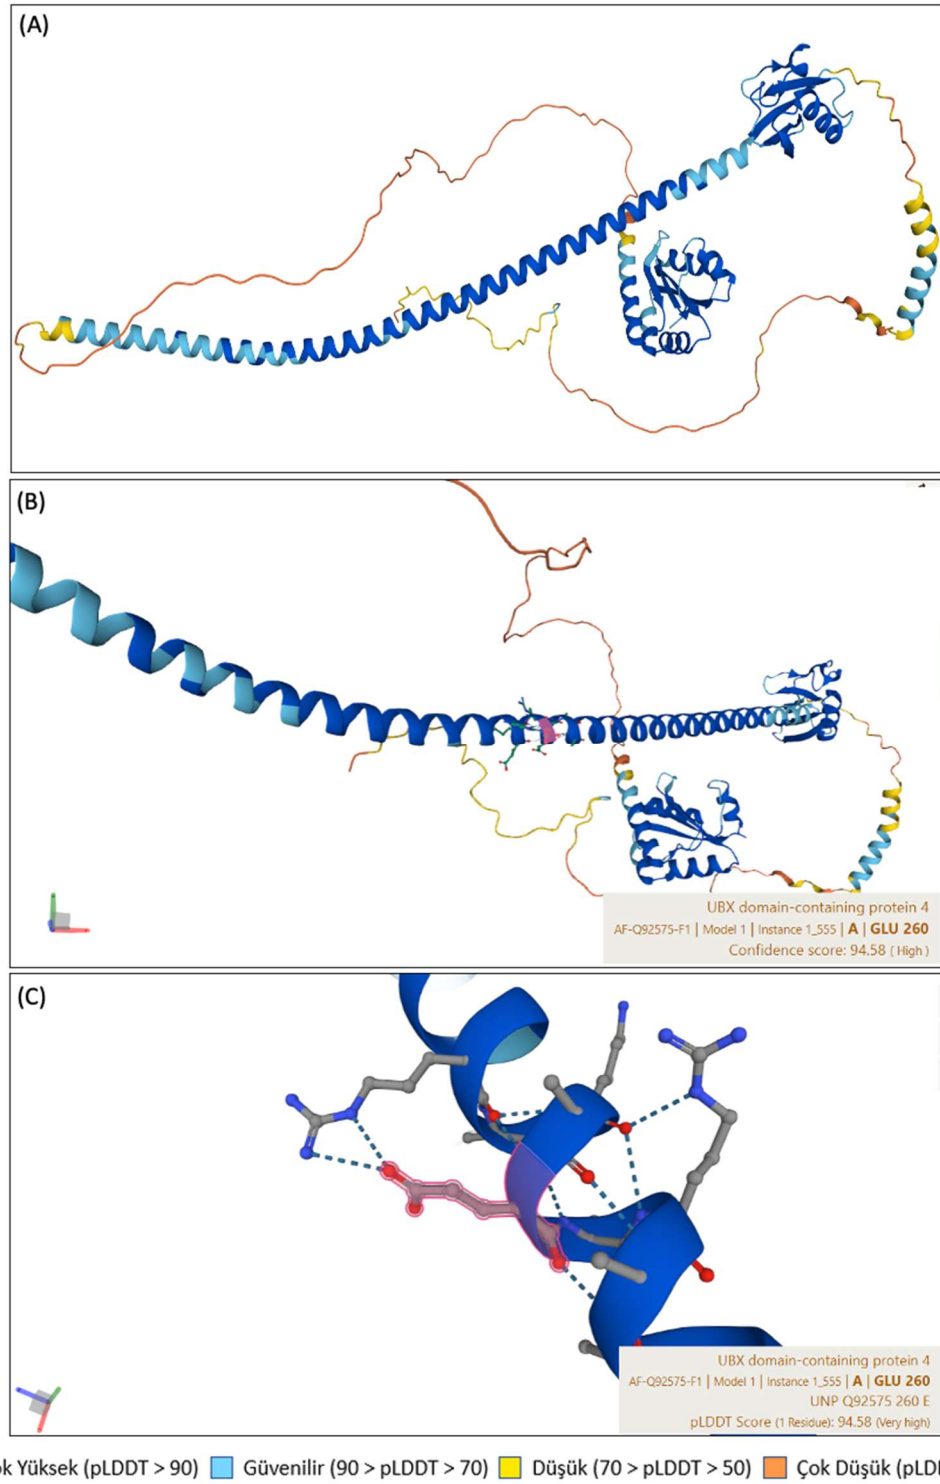 (A)
(B)
UBX domain-containing protein 4
AF-Q92575-F1 | Model 1 | Instance 1_555 | A | GLU 260
Confidence score: 94.58 ( High )
(C)
UBX domain-containing protein 4
AF-Q92575-F1 | Model 1 | Instance 1_555 | A | GLU 260
UNP Q92575 260 E
pLDDT Score (1 Residue): 94.58 (Very high)
ok Yüksek (pLDDT > 90) Güvenilir (90 > pLDDT > 70) Düşük (70 > pLDDT > 50) Çok Düşük (pLD